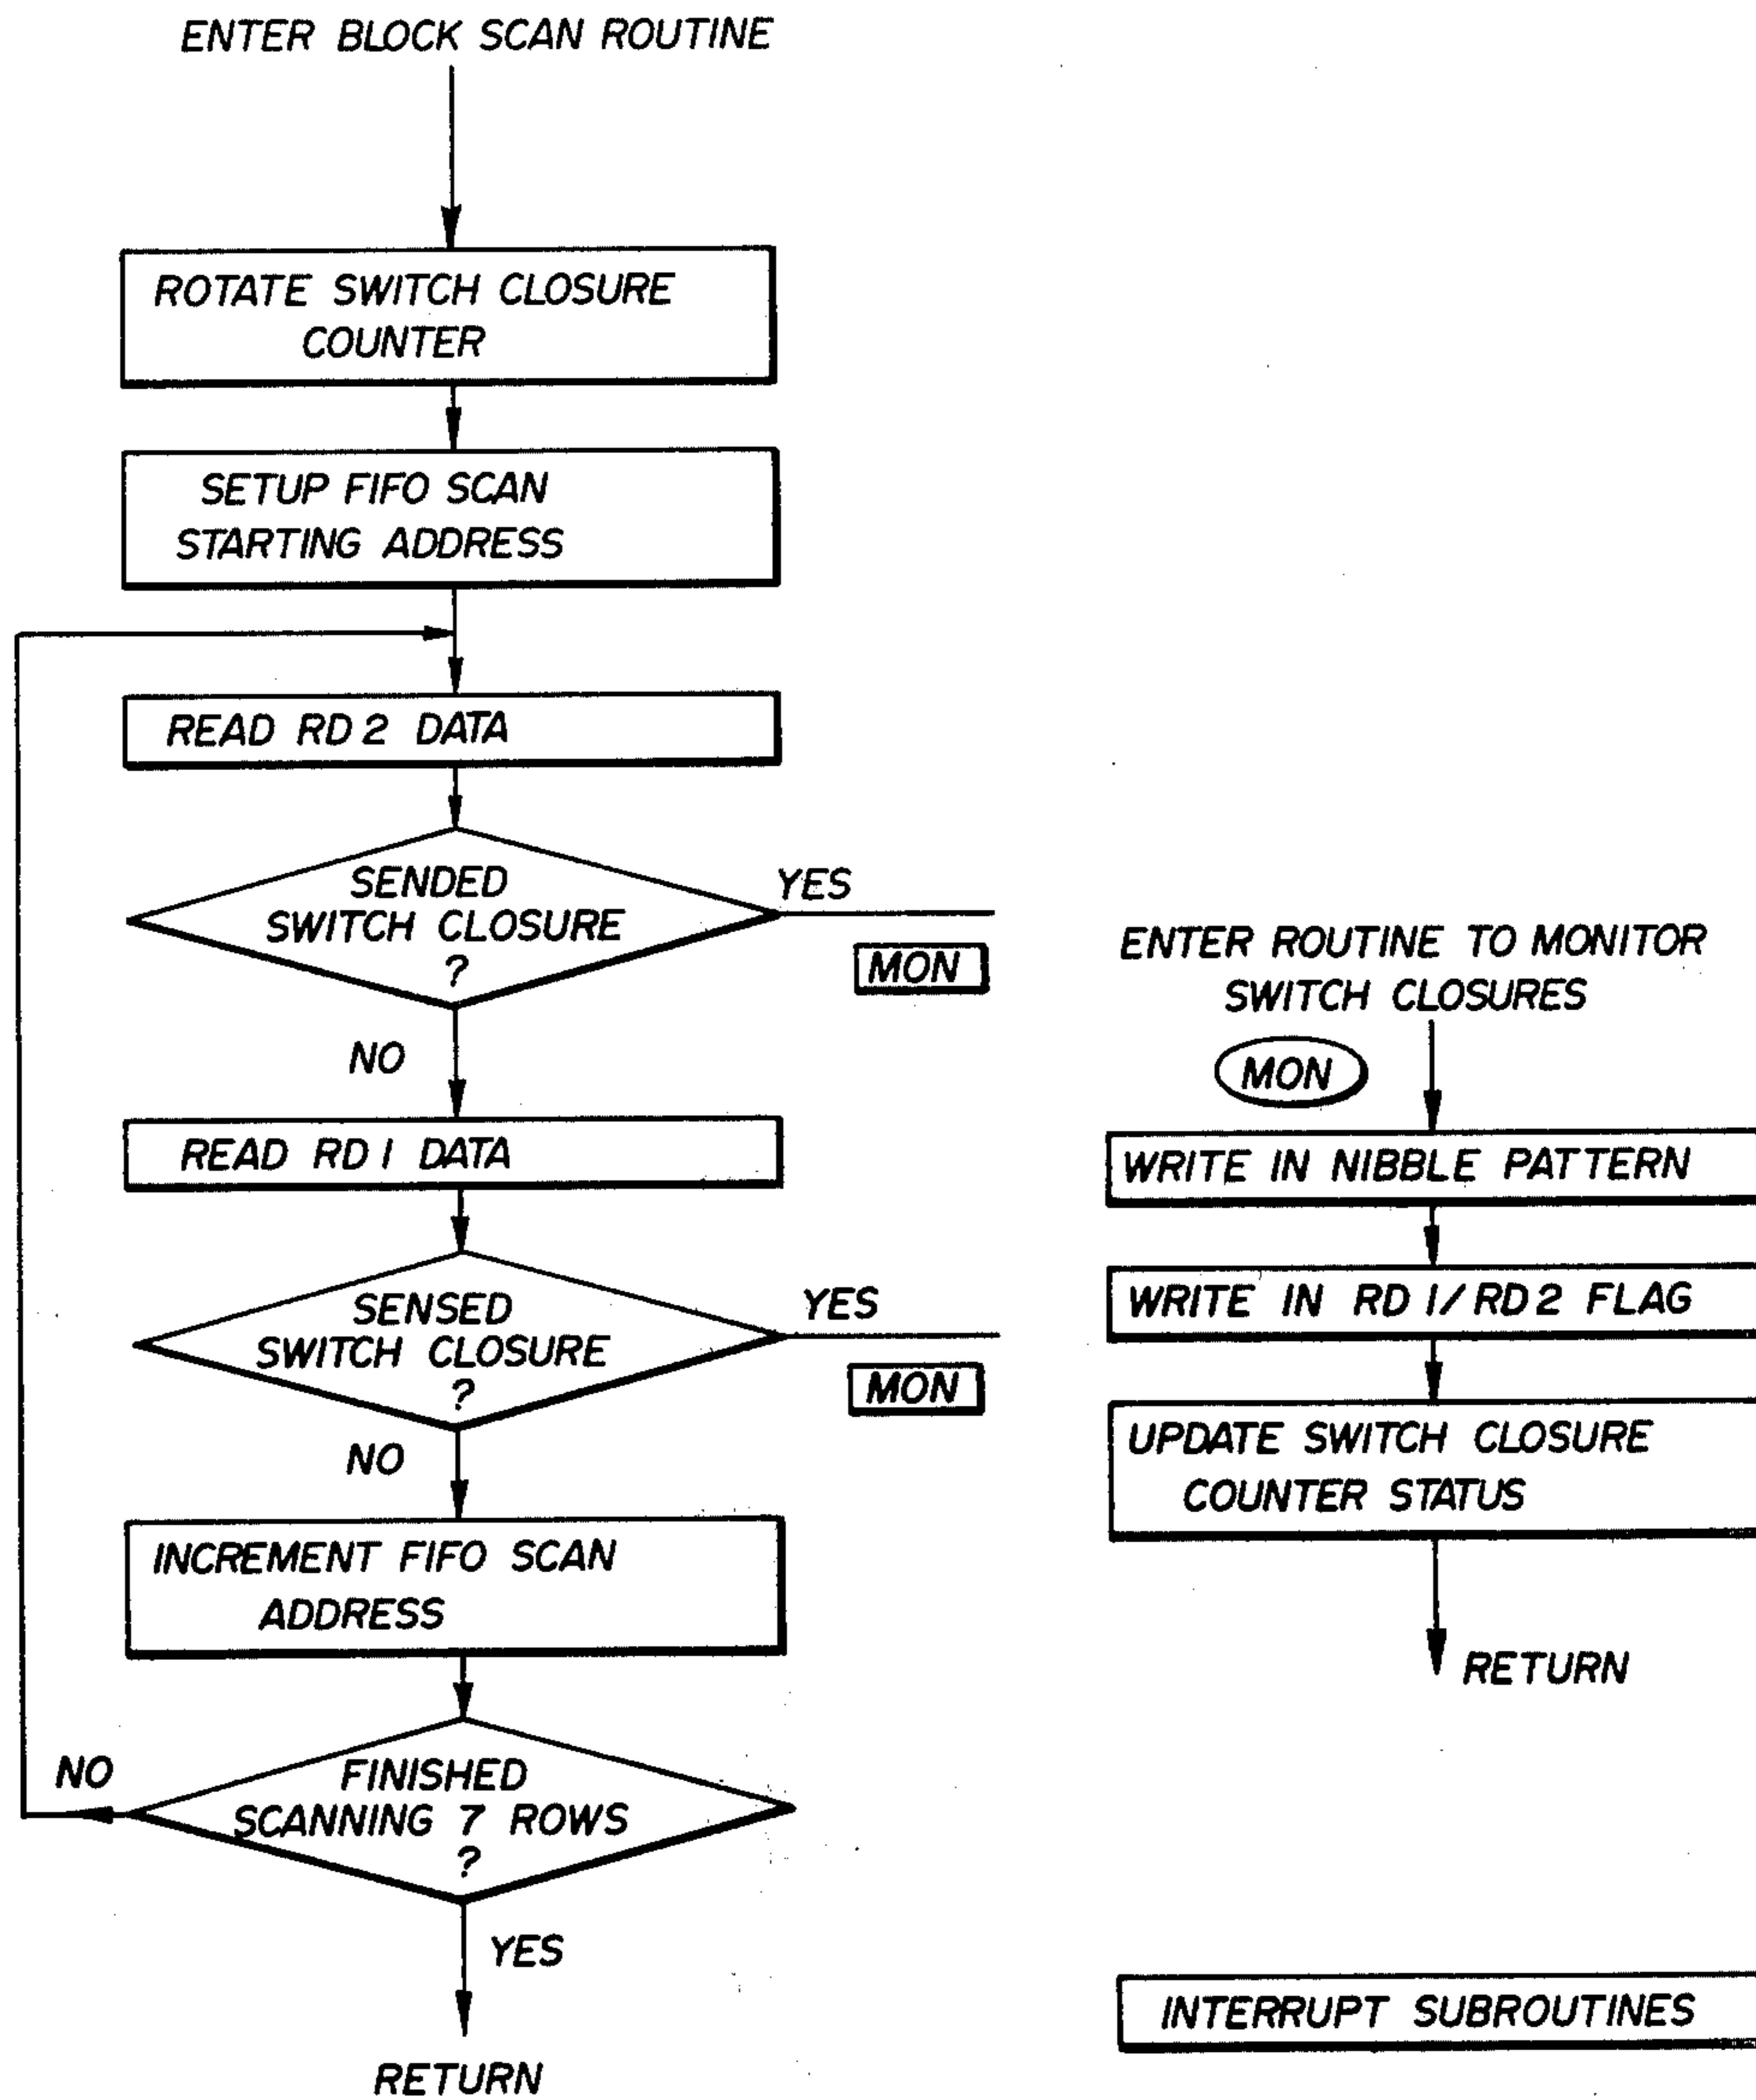 ENTER BLOCK SCAN ROUTINE
ROTATE SWITCH CLOSURE
COUNTER
SETUP FIFO SCAN
STARTING ADDRESS
READ RD 2 DATA
SENDED
SWITCH CLOSURE
?
YES
MON
NO
READ RD 1 DATA
SENSED
SWITCH CLOSURE
?
YES
MON
NO
INCREMENT FIFO SCAN
ADDRESS
FINISHED
SCANNING 7 ROWS
?
NO
YES
RETURN
ENTER ROUTINE TO MONITOR
SWITCH CLOSURES
MON
WRITE IN NIBBLE PATTERN
WRITE IN RD 1/RD 2 FLAG
UPDATE SWITCH CLOSURE
COUNTER STATUS
RETURN
INTERRUPT SUBROUTINES